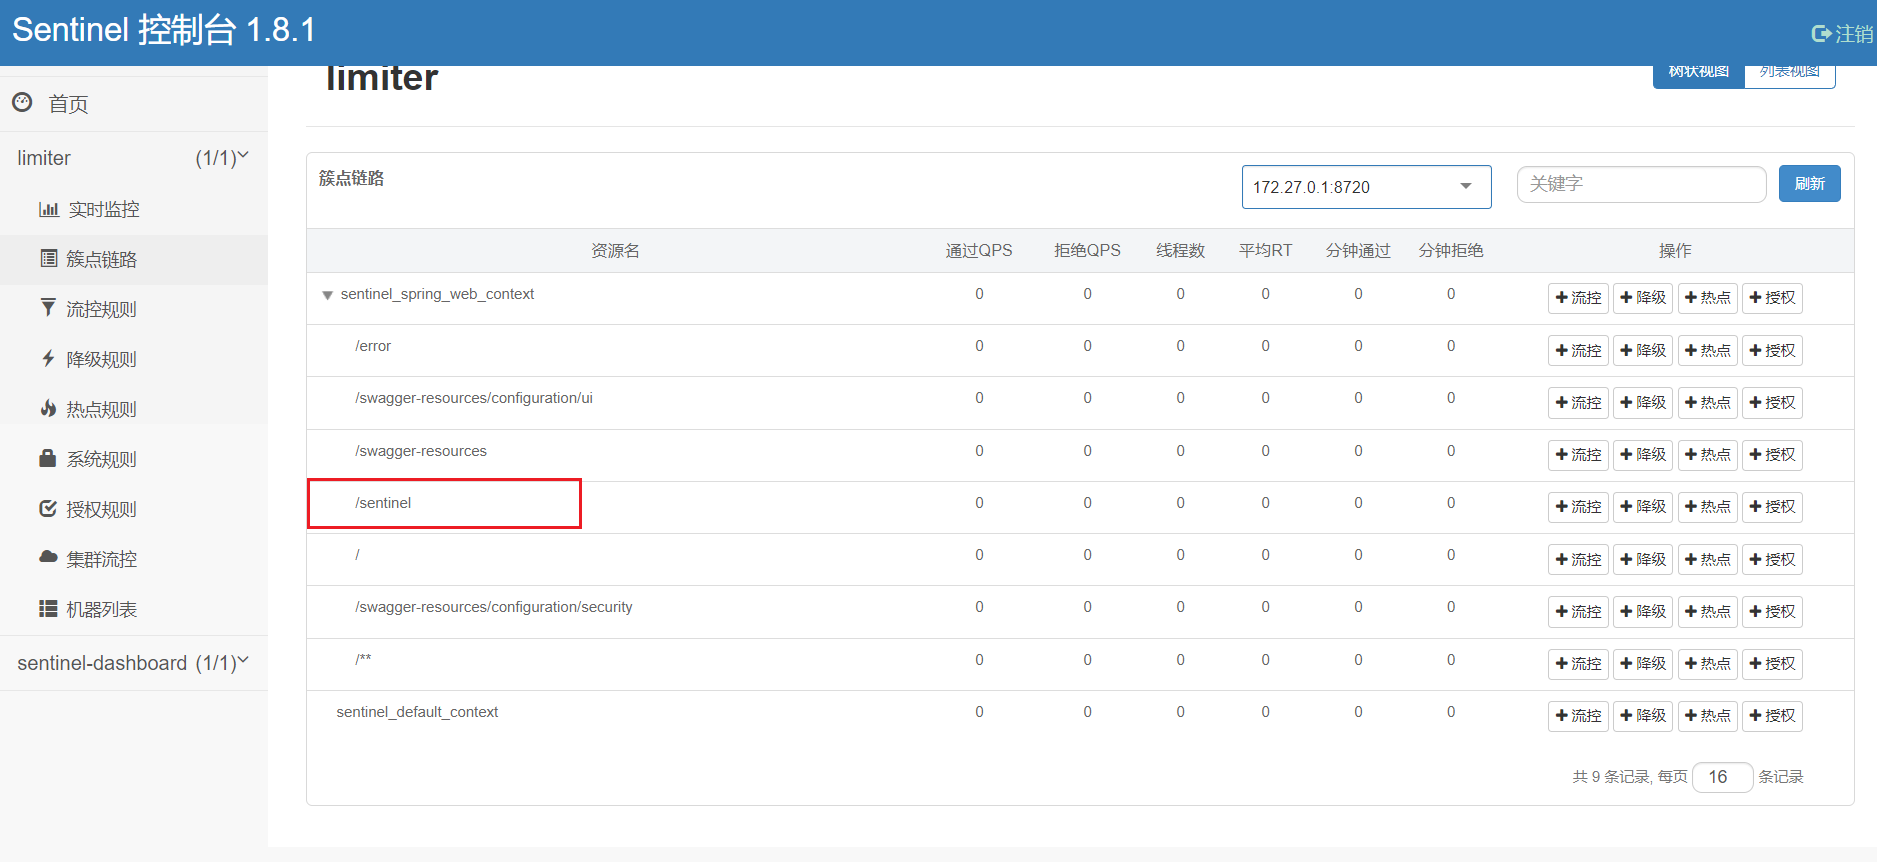 Sentinel 控制台 1.8.1
注销
首页
limiter (1/1)
实时监控
簇点链路
流控规则
降级规则
热点规则
系统规则
授权规则
集群流控
机器列表
sentinel-dashboard (1/1)
limiter
树状视图 列表视图
簇点链路 172.27.0.1:8720 关键字 刷新
资源名 通过QPS 拒绝QPS 线程数 平均RT 分钟通过 分钟拒绝 操作
sentinel_spring_web_context 0 0 0 0 0 0 流控 降级 热点 授权
/error 0 0 0 0 0 0 流控 降级 热点 授权
/swagger-resources/configuration/ui 0 0 0 0 0 0 流控 降级 热点 授权
/swagger-resources 0 0 0 0 0 0 流控 降级 热点 授权
/sentinel 0 0 0 0 0 0 流控 降级 热点 授权
/ 0 0 0 0 0 0 流控 降级 热点 授权
/swagger-resources/configuration/security 0 0 0 0 0 0 流控 降级 热点 授权
/** 0 0 0 0 0 0 流控 降级 热点 授权
sentinel_default_context 0 0 0 0 0 0 流控 降级 热点 授权
共 9 条记录, 每页 16 条记录